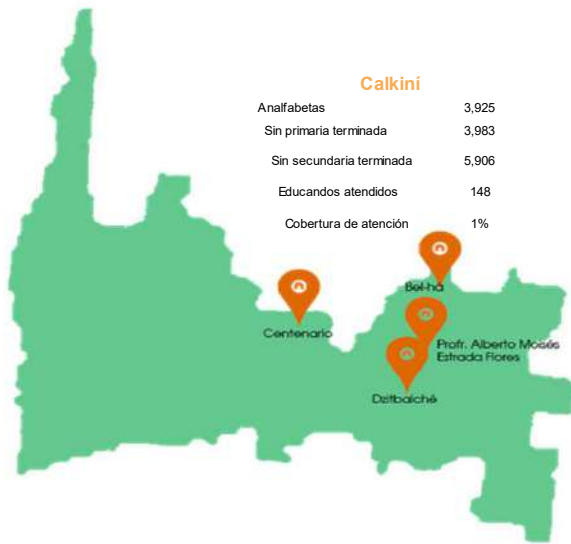 Calkiní
Analfabetas 3,925
Sin primaria terminada 3,983
Sin secundaria terminada 5,906
Educandos atendidos 148
Cobertura de atención 1%
Bel-há
Centenario
Profr. Alberto Moisés
Estrada Flores
Dzitbalché